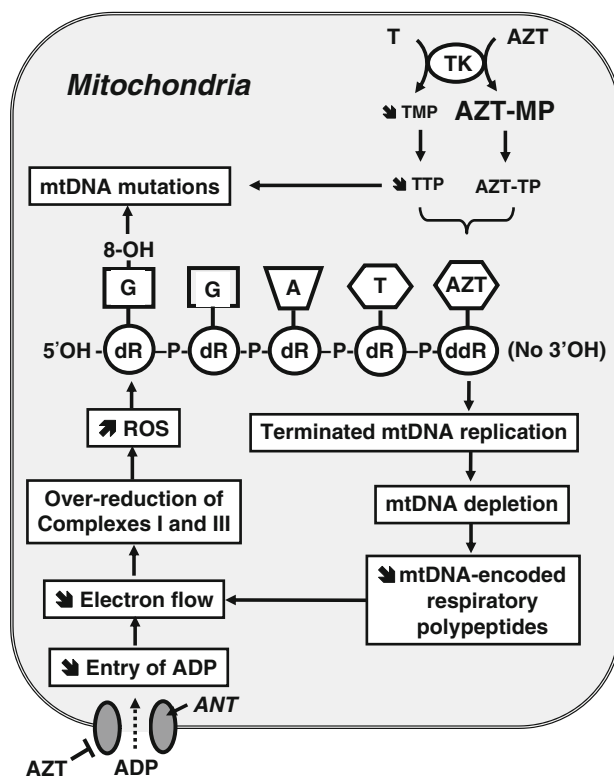 T AZT
TK
Mitochondria
TMP AZT-MP
mtDNA mutations
TTP AZT-TP
8-OH
G G A T AZT
5'OH -dR–P-dR-P-dR–P-dR–P-ddR (No 3'OH)
ROS
Terminated mtDNA replication
Over-reduction of
Complexes I and III
mtDNA depletion
Electron flow
mtDNA-encoded
respiratory
polypeptides
Entry of ADP
ANT
AZT ADP